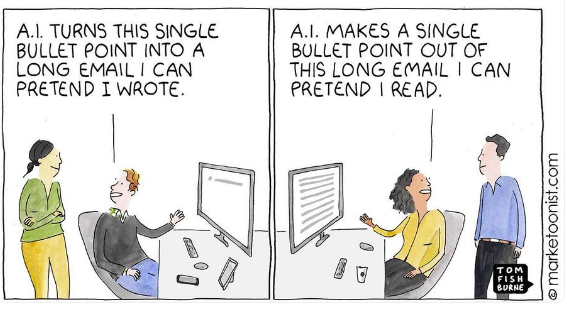 A.I. TURNS THIS SINGLE
BULLET POINT INTO A
LONG EMAIL I CAN
PRETEND I WROTE.
A.I. MAKES A SINGLE
BULLET POINT OUT OF
THIS LONG EMAIL I CAN
PRETEND I READ.
TOM
FISH
BURNE
© marketoonist.com